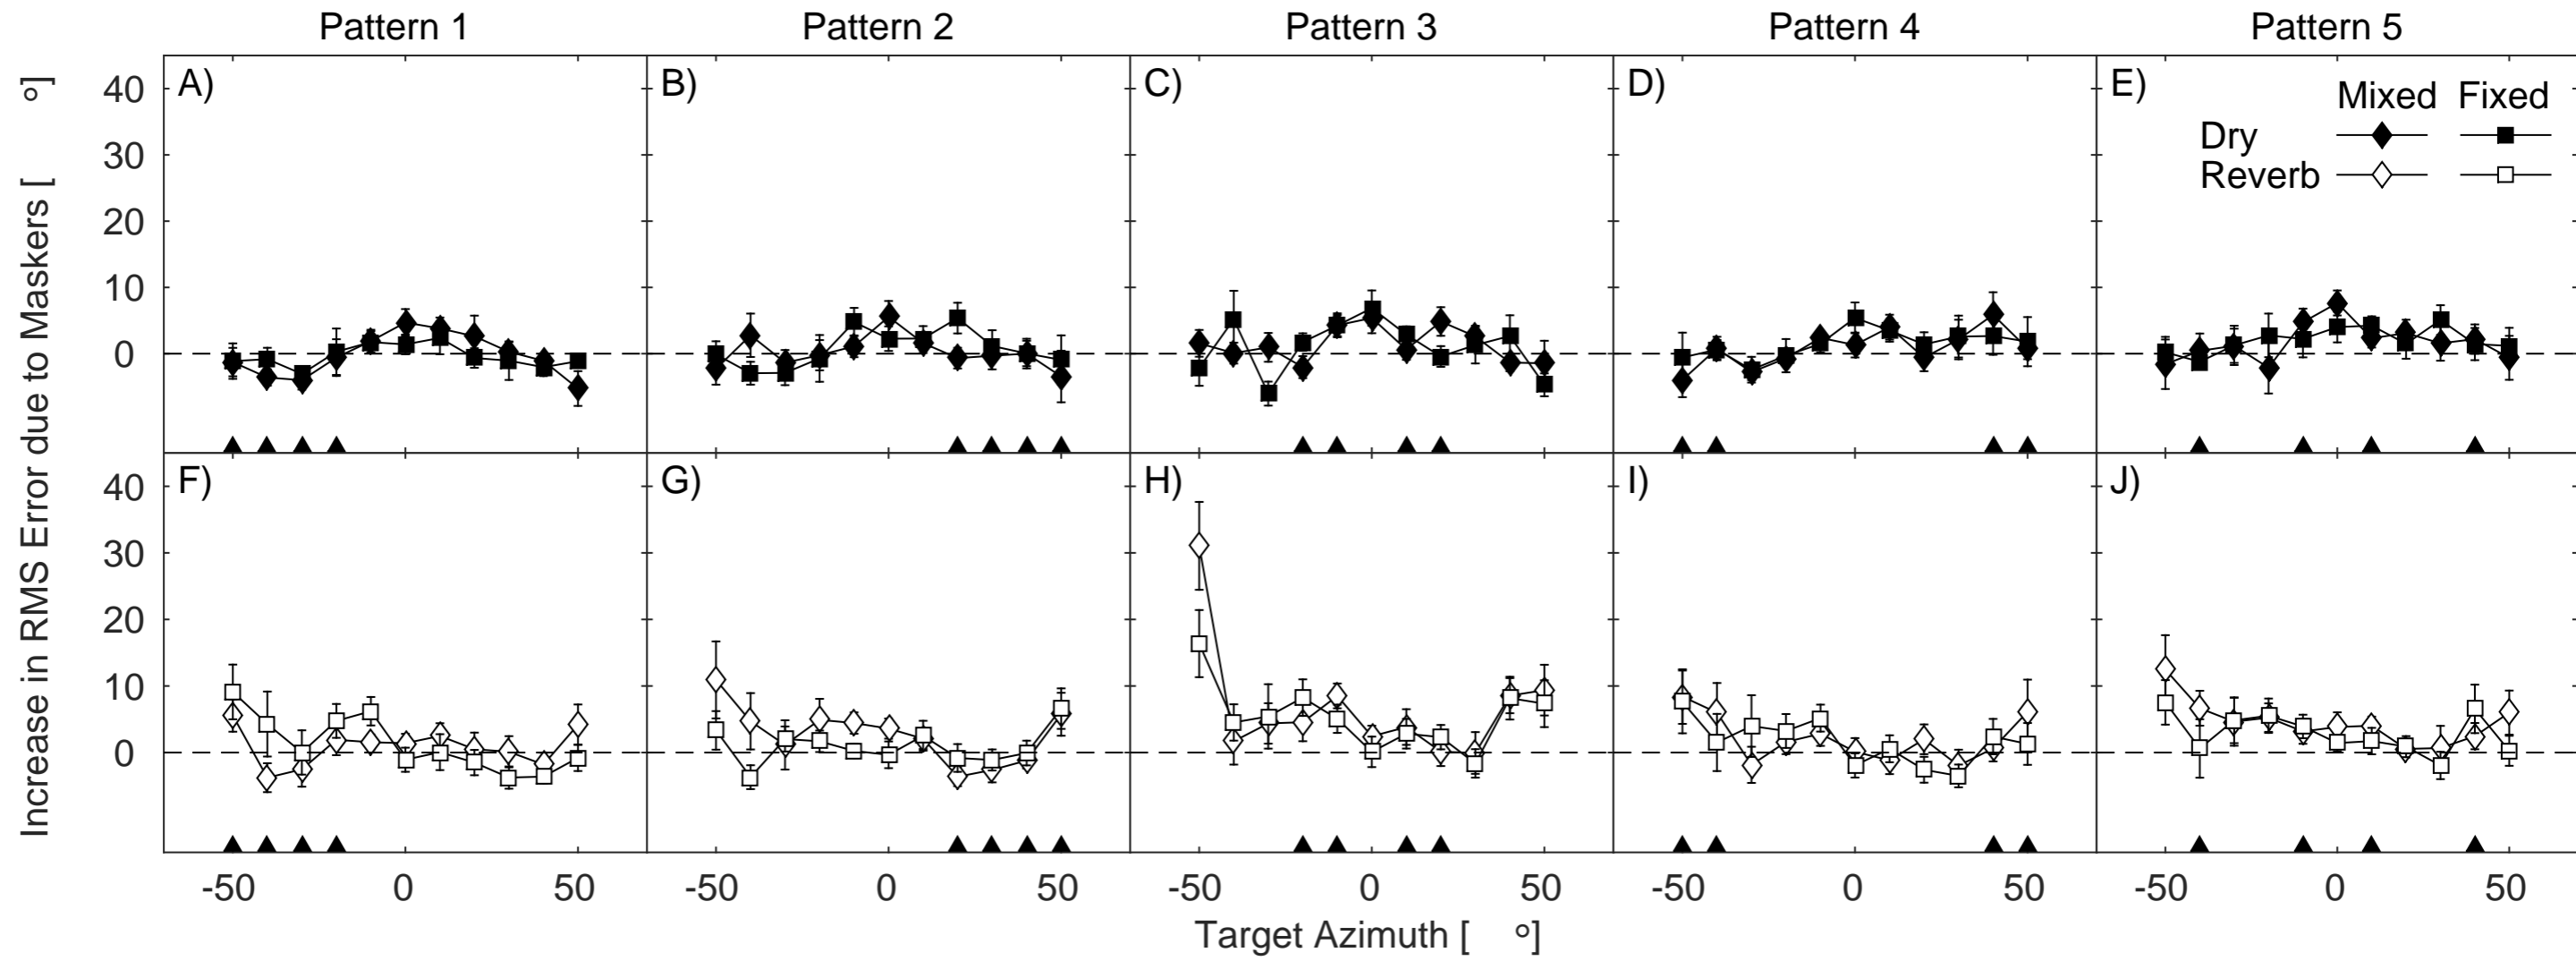 Pattern 1 Pattern 2 Pattern 3 Pattern 4 Pattern 5
A) B) C) D) E)
Mixed Fixed
Dry
Reverb
40
30
20
10
0
F) G) H) I) J)
40
30
20
10
0
-50 0 50 -50 0 50 -50 0 50 -50 0 50 -50 0 50
Target Azimuth [ °]
Increase in RMS Error due to Maskers [ °]